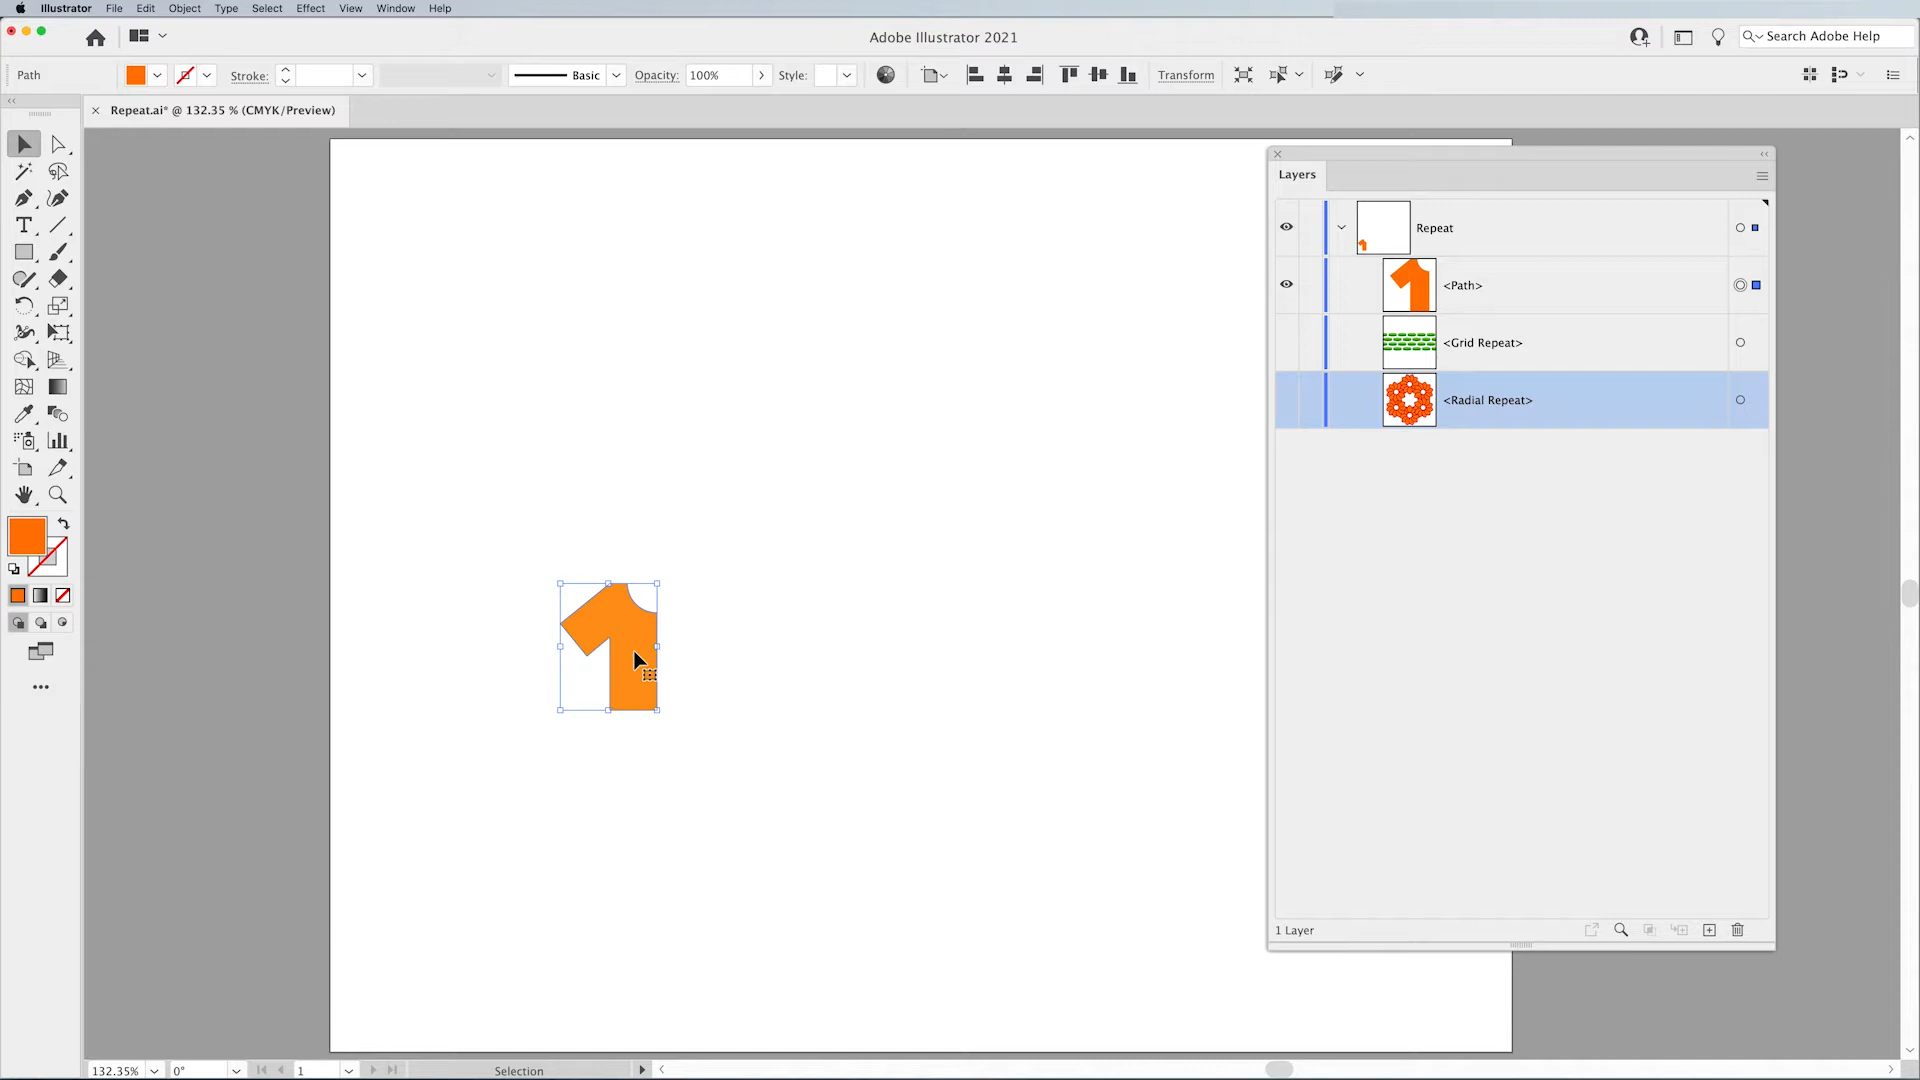 Illustrator File Edit Object Type Select Effect View Window Help
Adobe Illustrator 2021
Search Adobe Help
Path
Stroke:
Basic
Opacity: 100%
Style:
Transform
× Repeat.ai* @ 132.35 % (CMYK/Preview)
Layers
Repeat
<Path>
<Grid Repeat>
<Radial Repeat>
1 Layer
132.35%
0°
1
Selection